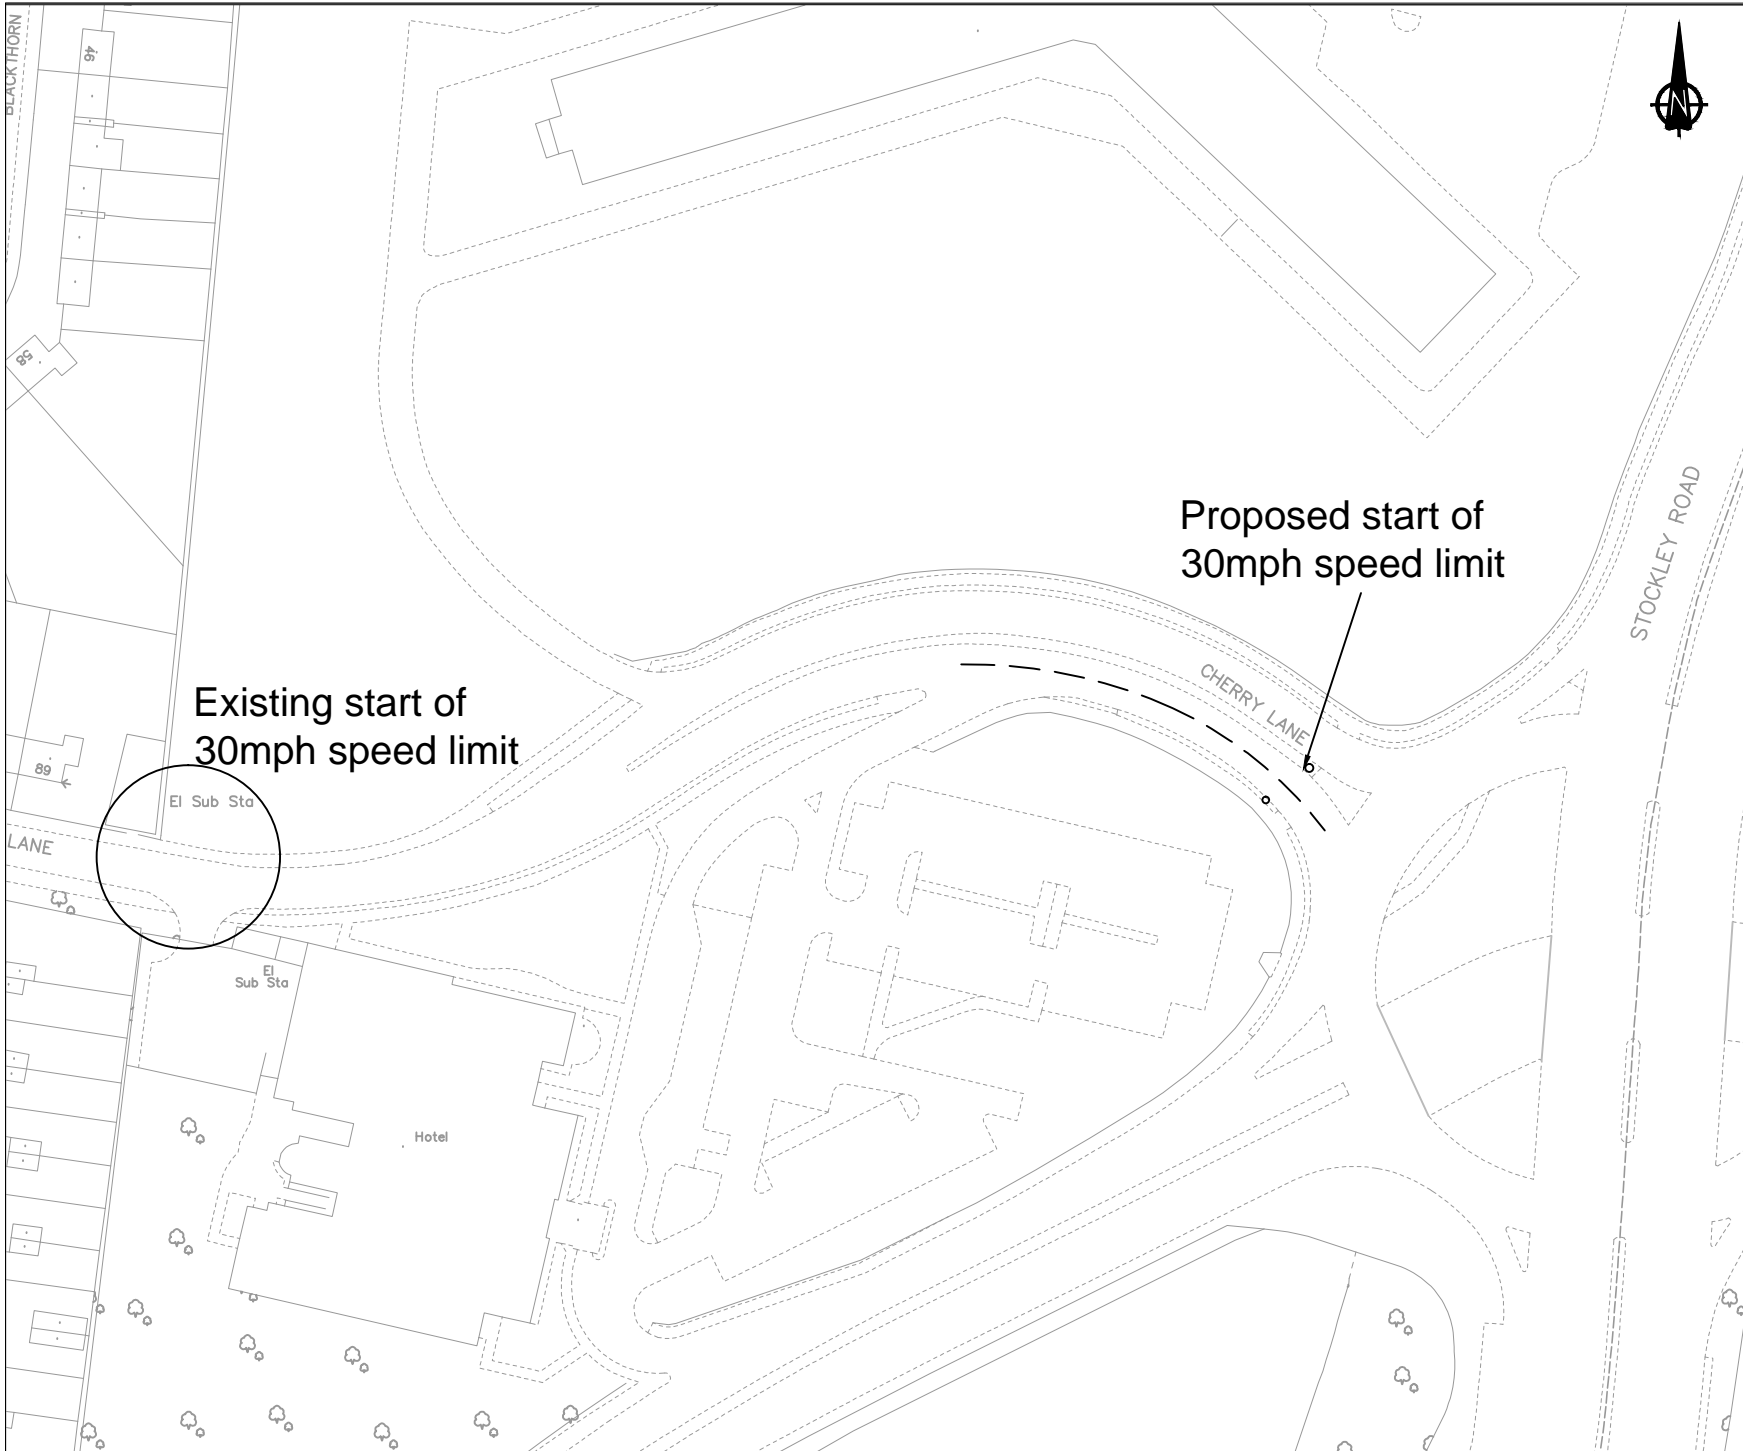 BLACKTHORN
46
N
58
Proposed start of
30mph speed limit
STOCKLEY ROAD
CHERRY LANE
Existing start of
30mph speed limit
89
El Sub Sta
LANE
El
Sub Sta
Hotel